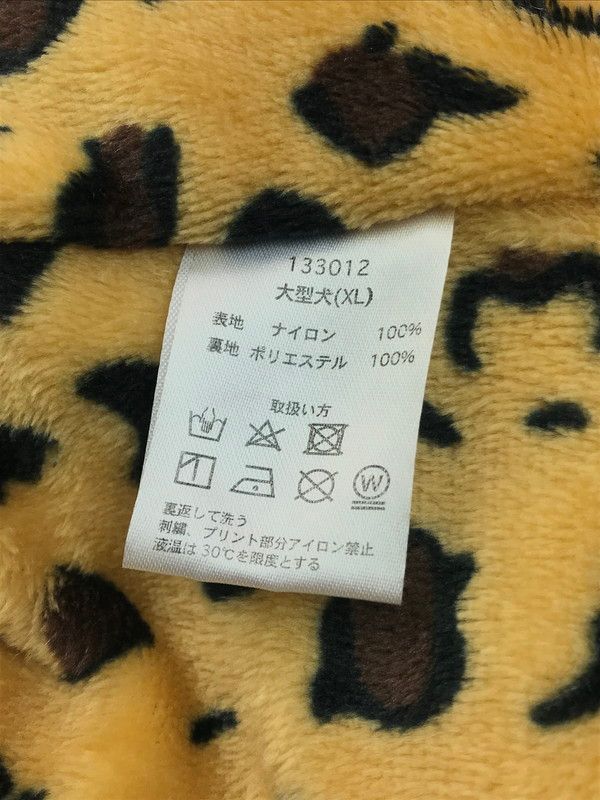 133012
大型犬(XL)
表地 ナイロン 100%
裏地 ポリエステル 100%
取扱い方
W
裏返して洗う
刺繍、プリント部分アイロン禁止
液温は30℃を限度とする